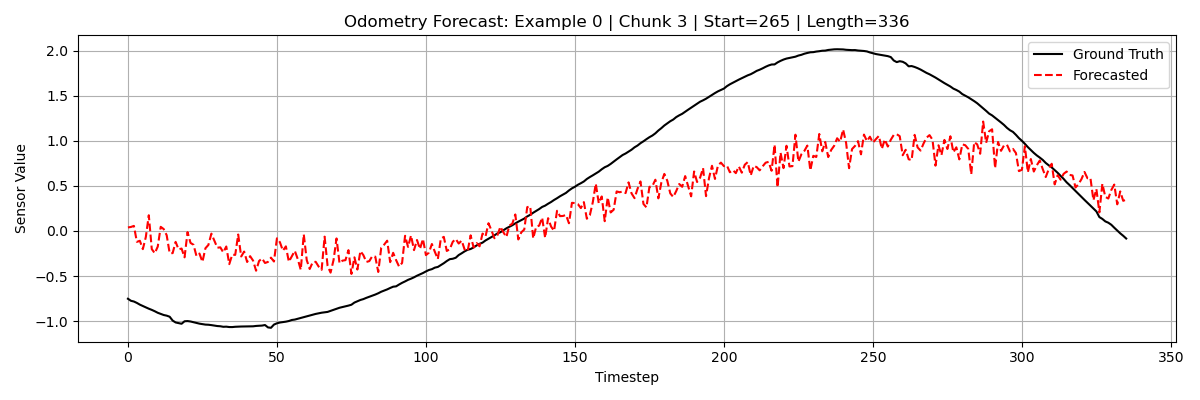 Odometry Forecast: Example 0 | Chunk 3 | Start=265 | Length=336
Ground Truth
Forecasted
Sensor Value
2.0
1.5
1.0
0.5
0.0
−0.5
−1.0
0 50 100 150 200 250 300 350
Timestep